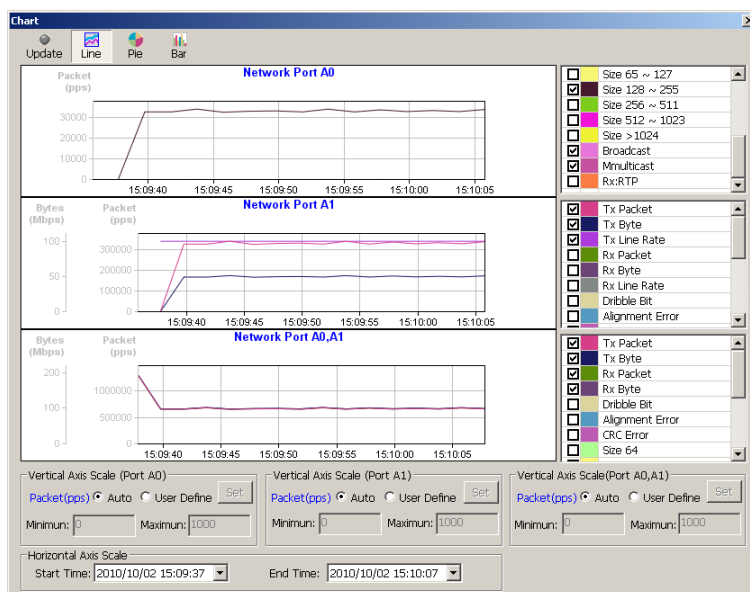 Chart
Update Line Pie Bar
Network Port A0
Packet
(pps)
30000
20000
10000
0
15:09:40 15:09:45 15:09:50 15:09:55 15:10:00 15:10:05
Size 65 ~ 127
Size 128 ~ 255
Size 256 ~ 511
Size 512 ~ 1023
Size >1024
Broadcast
Mmulticast
Rx:RTP
Network Port A1
Bytes
(Mbps)
Packet
(pps)
100
50
0
300000
200000
100000
0
15:09:40 15:09:45 15:09:50 15:09:55 15:10:00 15:10:05
Tx Packet
Tx Byte
Tx Line Rate
Rx Packet
Rx Byte
Rx Line Rate
Dribble Bit
Alignment Error
Network Port A0,A1
Bytes
(Mbps)
Packet
(pps)
200
100
0
1000000
500000
0
15:09:40 15:09:45 15:09:50 15:09:55 15:10:00 15:10:05
Tx Packet
Tx Byte
Rx Packet
Rx Byte
Dribble Bit
Alignment Error
CRC Error
Size 64
Vertical Axis Scale (Port A0)
Packet(pps) Auto User Define Set
Minimun: 0 Maximun: 1000
Vertical Axis Scale (Port A1)
Packet(pps) Auto User Define Set
Minimun: 0 Maximun: 1000
Vertical Axis Scale(Port A0,A1)
Packet(pps) Auto User Define Set
Minimun: 0 Maximun: 1000
Horizontal Axis Scale
Start Time: 2010/10/02 15:09:37 End Time: 2010/10/02 15:10:07